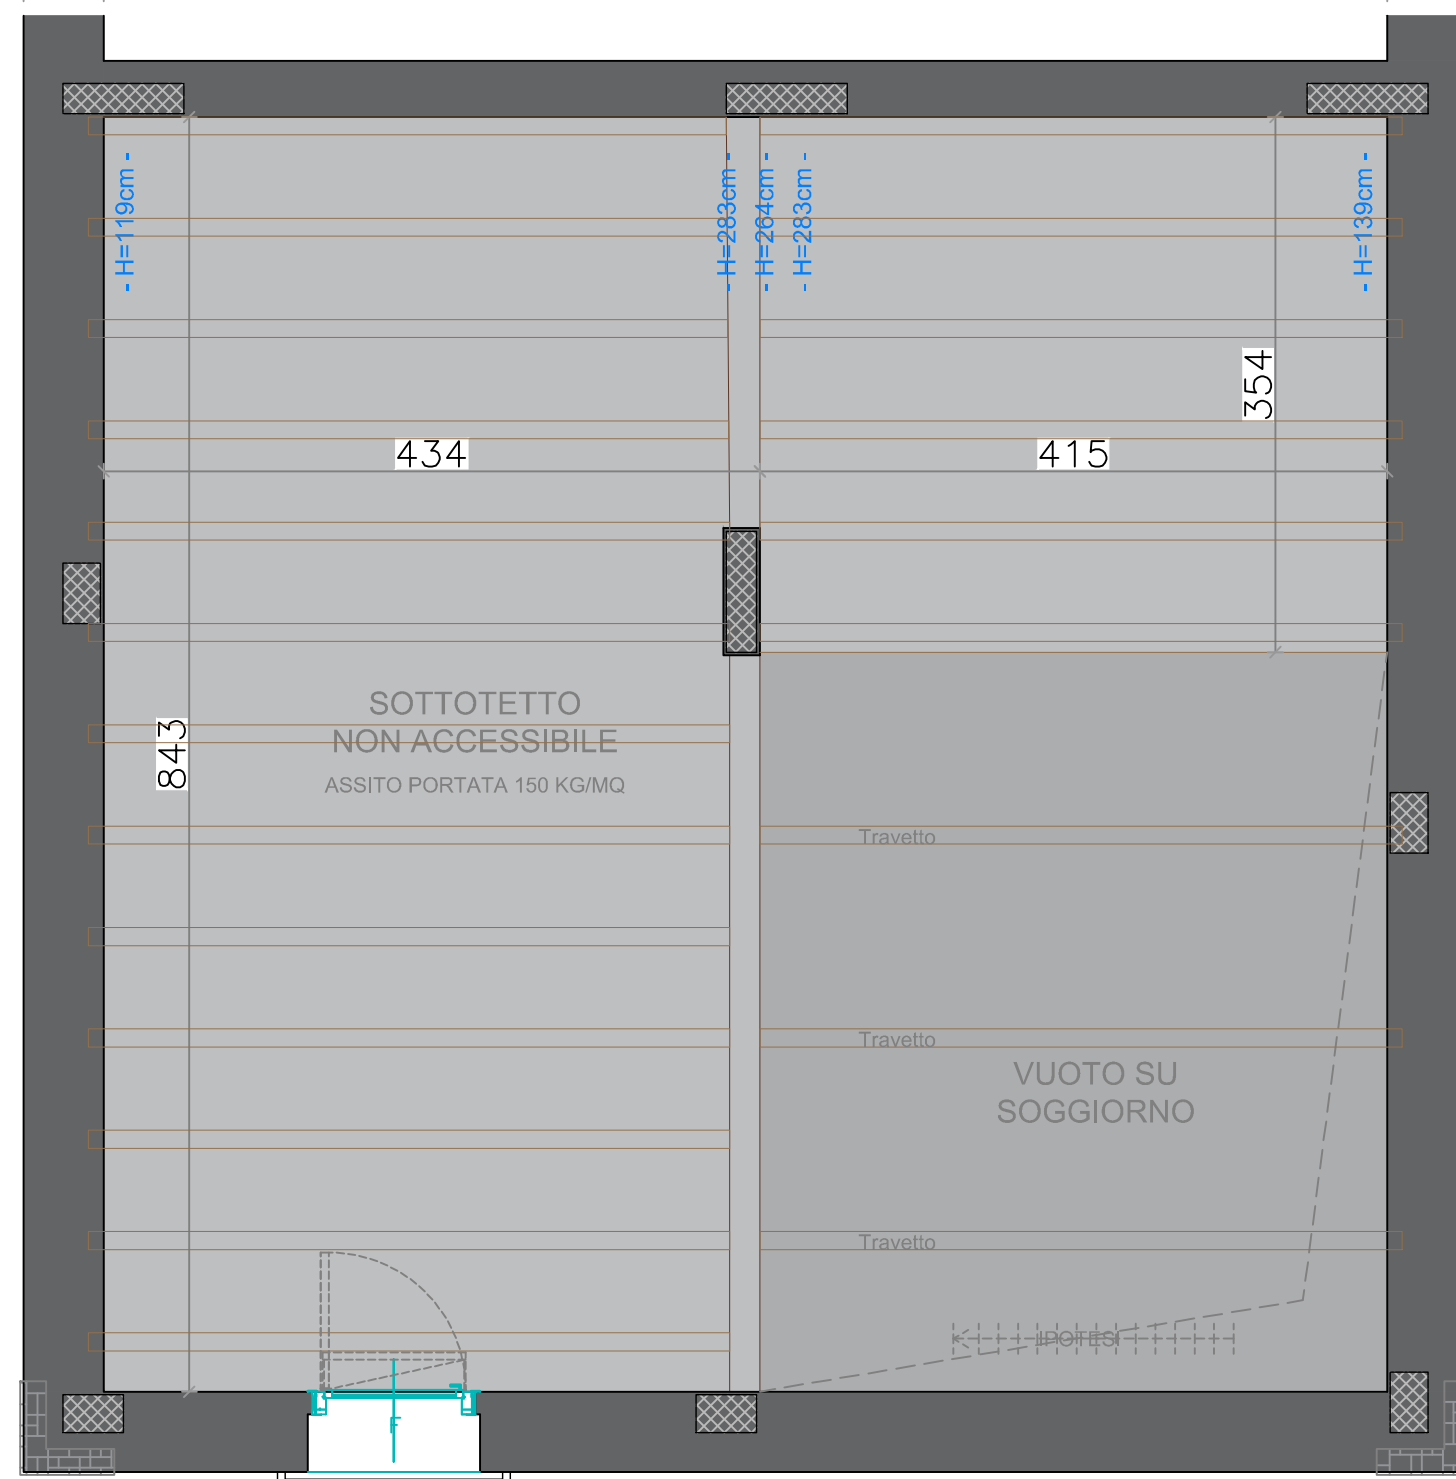 - H=119cm -
- H=283cm -
- H=264cm -
- H=283cm -
- H=139cm -
354
434
415
SOTTOTETTO
NON ACCESSIBILE
ASSITO PORTATA 150 KG/MQ
843
Travetto
Travetto
VUOTO SU
SOGGIORNO
Travetto
IPOTESI
F